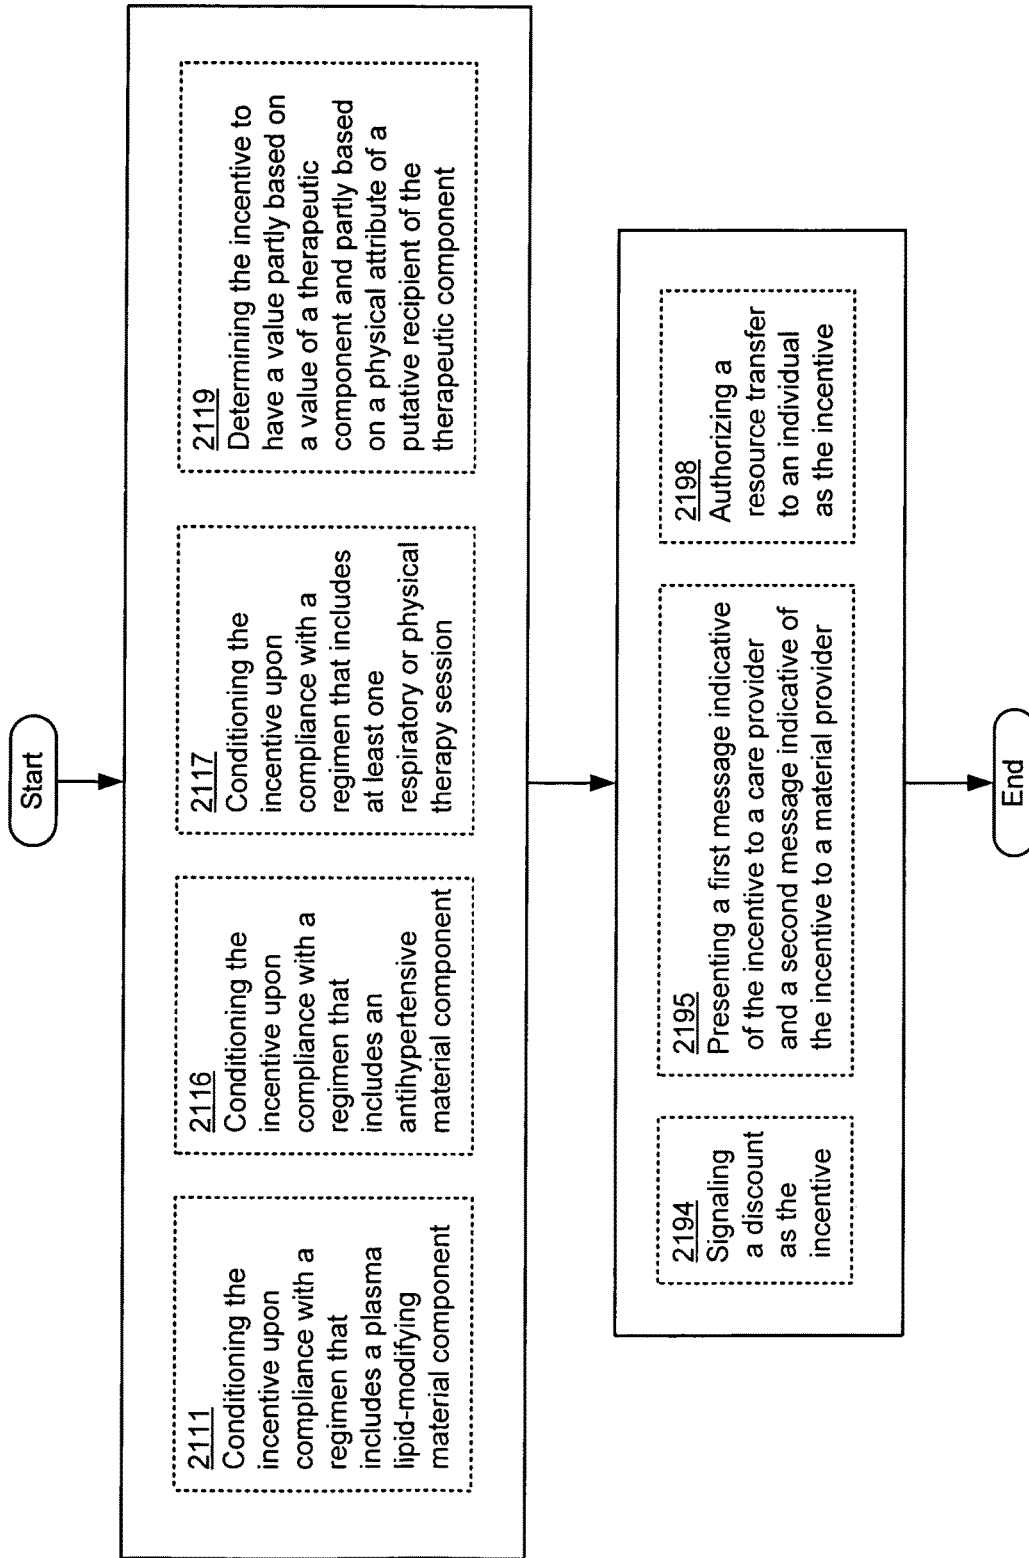 Start
2111
Conditioning the
incentive upon
compliance with a
regimen that
includes a plasma
lipid-modifying
material component
2116
Conditioning the
incentive upon
compliance with a
regimen that
includes an
antihypertensive
material component
2117
Conditioning the
incentive upon
compliance with a
regimen that includes
at least one
respiratory or physical
therapy session
2119
Determining the incentive to
have a value partly based on
a value of a therapeutic
component and partly based
on a physical attribute of a
putative recipient of the
therapeutic component
2194
Signaling
a discount
as the
incentive
2195
Presenting a first message indicative
of the incentive to a care provider
and a second message indicative of
the incentive to a material provider
2198
Authorizing a
resource transfer
to an individual
as the incentive
End